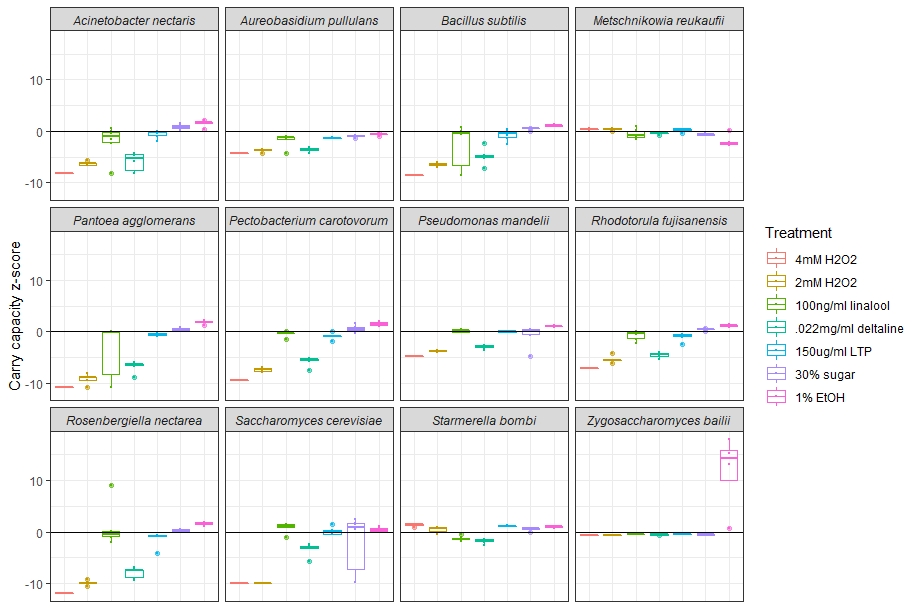 Acinetobacter nectaris
Aureobasidium pullulans
Bacillus subtilis
Metschnikowia reukaufii
10
0
-10
Pantoea agglomerans
Pectobacterium carotovorum
Pseudomonas mandelii
Rhodotorula fujisanensis
10
0
-10
Rosenbergiella nectarea
Saccharomyces cerevisiae
Starmerella bombi
Zygosaccharomyces bailii
10
0
-10
Carry capacity z-score
Treatment
4mM H2O2
2mM H2O2
100ng/ml linalool
.022mg/ml deltaline
150ug/ml LTP
30% sugar
1% EtOH